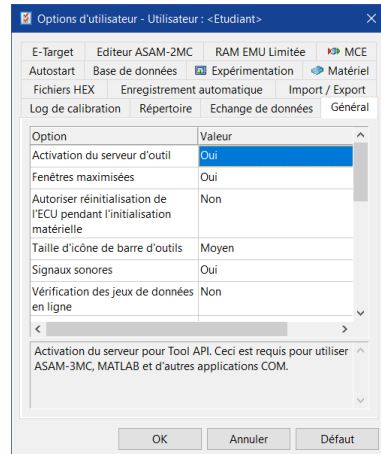 Options d'utilisateur - Utilisateur : <Etudiant>
E-Target Editeur ASAM-2MC RAM EMU Limitée MCE
Autostart Base de données Expérimentation Matériel
Fichiers HEX Enregistrement automatique Import / Export
Log de calibration Répertoire Echange de données Général
Option Valeur
Activation du serveur d'outil Oui
Fenêtres maximisées Oui
Autoriser réinitialisation de Non
l'ECU pendant l'initialisation
matérielle
Taille d'icône de barre d'outils Moyen
Signaux sonores Oui
Vérification des jeux de données Non
en ligne
Activation du serveur pour Tool API. Ceci est requis pour utiliser
ASAM-3MC, MATLAB et d'autres applications COM.
OK Annuler Défaut